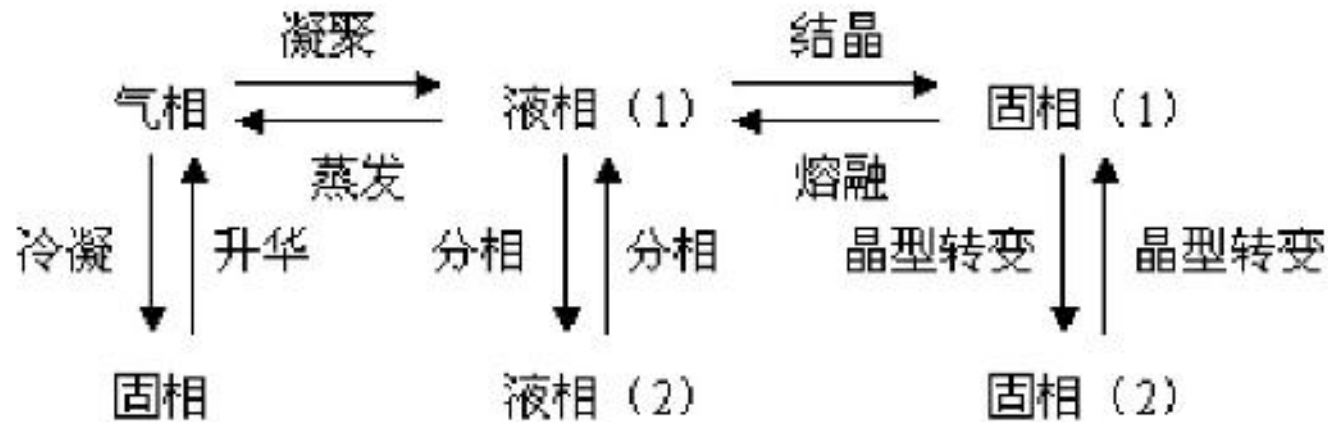 凝聚 结晶
气相 液相（1） 固相（1）
蒸发 熔融
冷凝 升华 分相 分相 晶型转变 晶型转变
固相 液相（2） 固相（2）